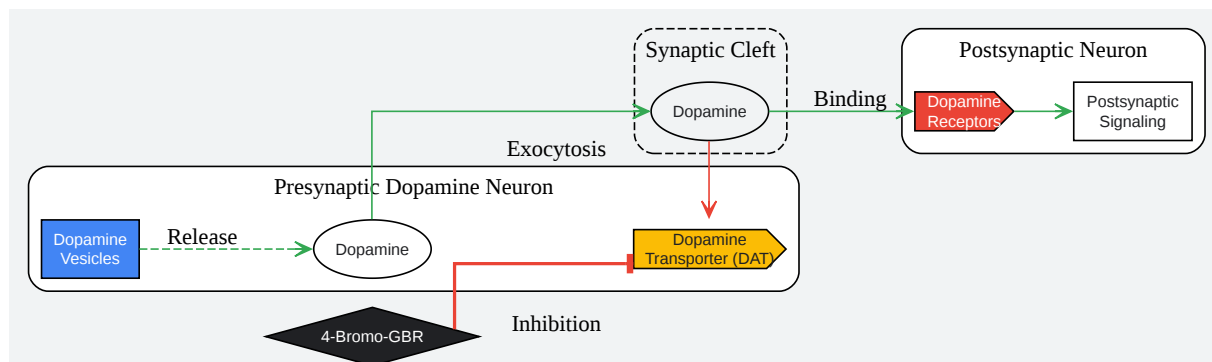 Synaptic Cleft
Postsynaptic Neuron
Dopamine
Binding
Dopamine
Receptors
Postsynaptic
Signaling
Exocytosis
Presynaptic Dopamine Neuron
Dopamine
Vesicles
Release
Dopamine
Dopamine
Transporter (DAT)
4-Bromo-GBR
Inhibition